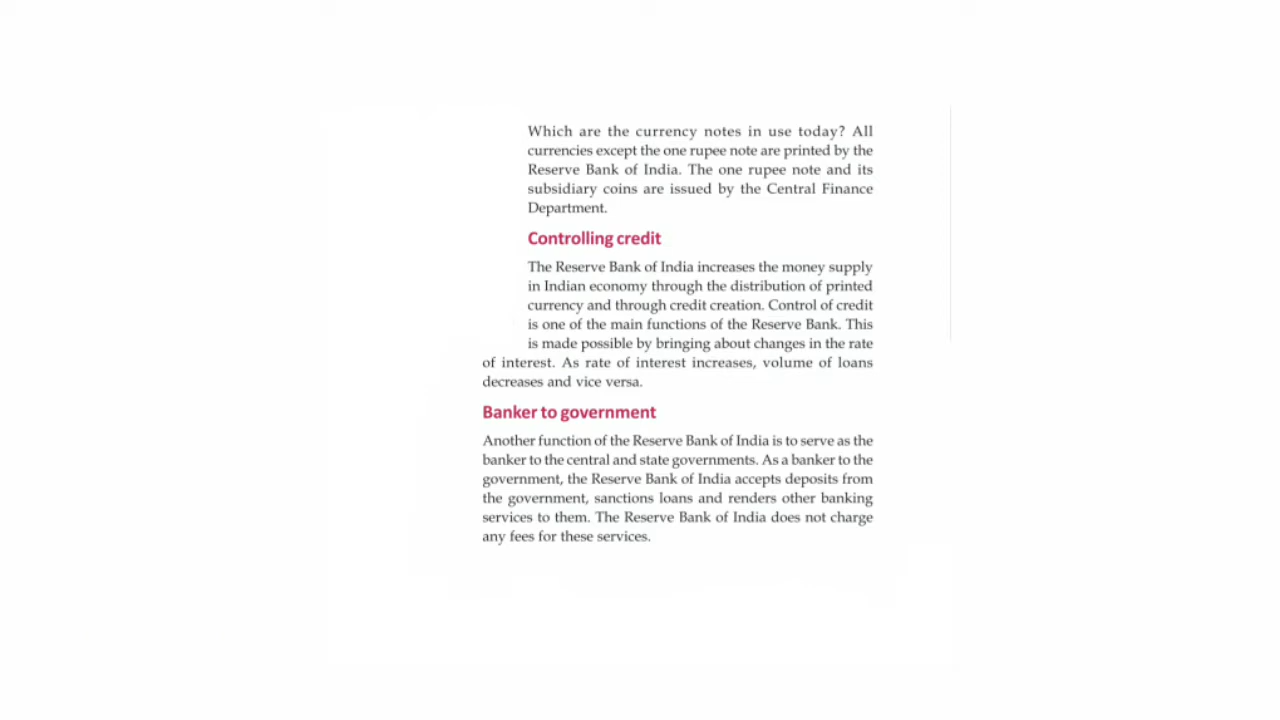 Which are the currency notes in use today? All
currencies except the one rupee note are printed by the
Reserve Bank of India. The one rupee note and its
subsidiary coins are issued by the Central Finance
Department.
Controlling credit
The Reserve Bank of India increases the money supply
in Indian economy through the distribution of printed
currency and through credit creation. Control of credit
is one of the main functions of the Reserve Bank. This
is made possible by bringing about changes in the rate
of interest. As rate of interest increases, volume of loans
decreases and vice versa.
Banker to government
Another function of the Reserve Bank of India is to serve as the
banker to the central and state governments. As a banker to the
government, the Reserve Bank of India accepts deposits from
the government, sanctions loans and renders other banking
services to them. The Reserve Bank of India does not charge
any fees for these services.